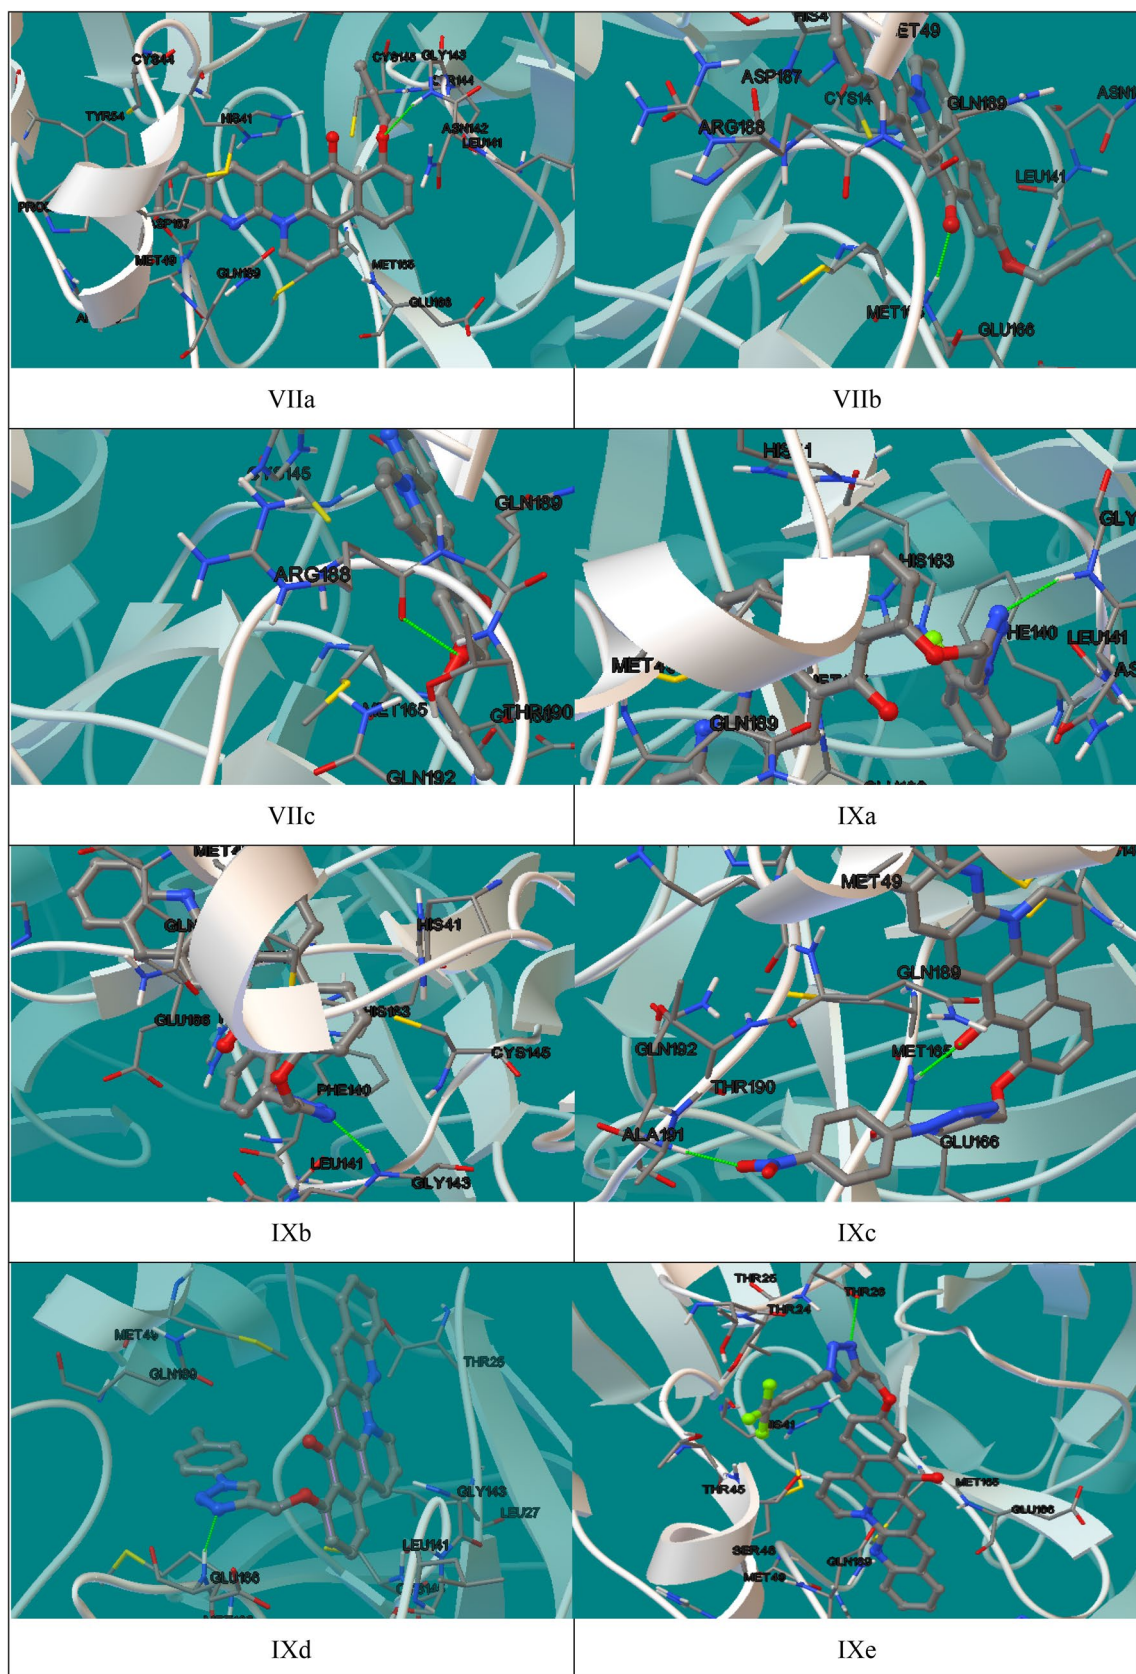 CYS44
CYS145
GLY143
TYR54
HIS41
ASN142
LEU141
ASP187
MET49
GLN189
MET165
GLU166
VIIa
ASP187
GLN189
ARG188
LEU141
GLU166
VIIb
CYS145
GLN189
ARG188
MET165
THR190
GLN192
VIIc
HIS163
LEU141
GLN189
IXa
HIS41
HIS163
CYS145
PHE140
LEU141
GLY143
IXb
MET49
GLN189
GLN192
MET165
THR190
ALA191
GLU166
IXc
MET49
GLN189
THR25
GLY143
LEU27
LEU141
GLU166
IXd
THR25
THR26
THR24
THR45
MET165
GLU166
SER46
GLN189
MET49
IXe